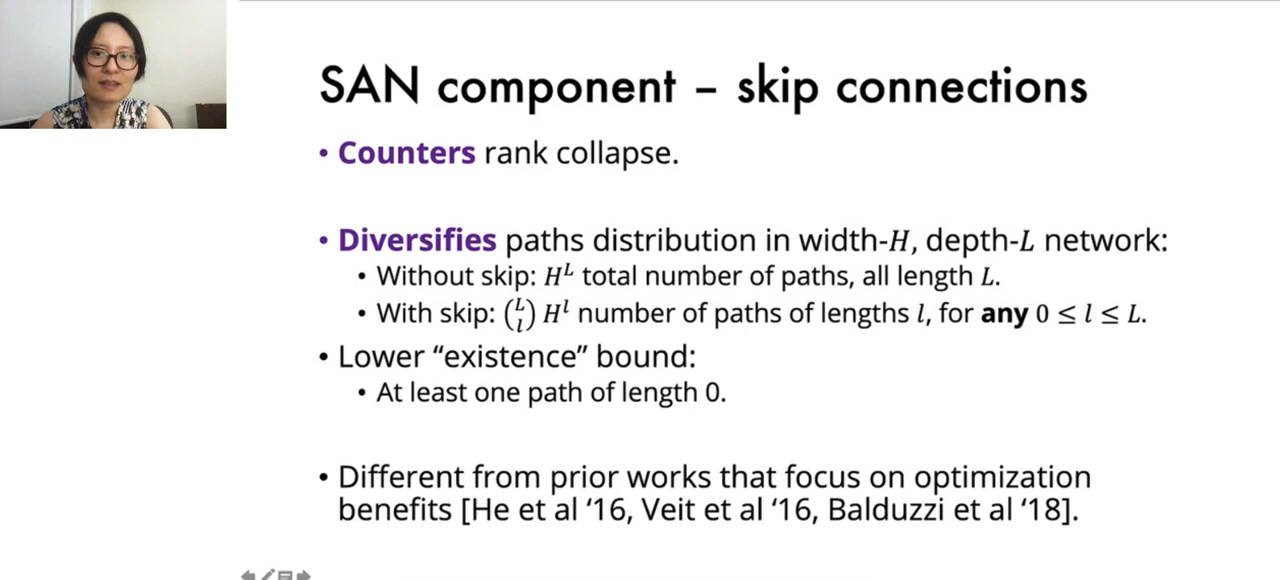 SAN component – skip connections
• Counters rank collapse.
• Diversifies paths distribution in width-H, depth-L network:
• Without skip: H^L total number of paths, all length L.
• With skip: (L l) H^l number of paths of lengths l, for any 0 ≤ l ≤ L.
• Lower “existence” bound:
• At least one path of length 0.
• Different from prior works that focus on optimization
benefits [He et al ‘16, Veit et al ‘16, Balduzzi et al ‘18].